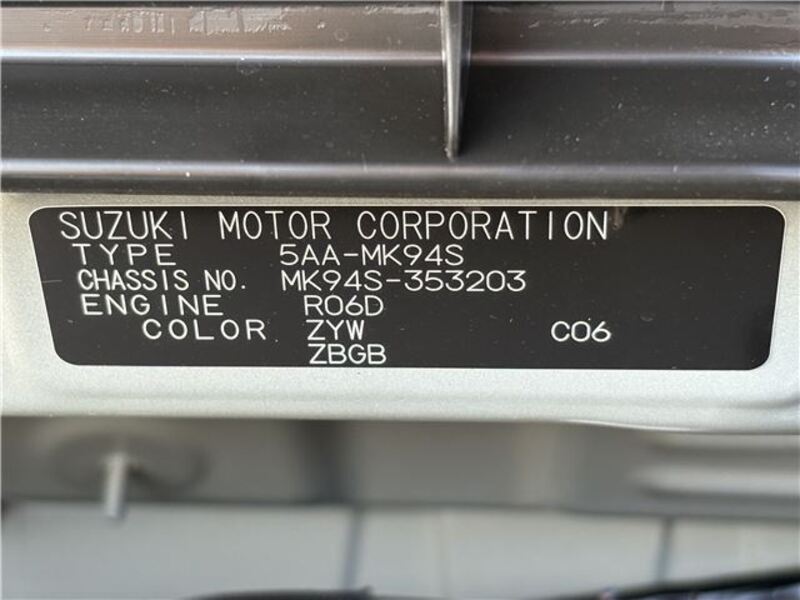 SUZUKI MOTOR CORPORATION
TYPE 5AA-MK94S
CHASSIS NO. MK94S-353203
ENGINE R06D
COLOR ZYW C06
ZBGB